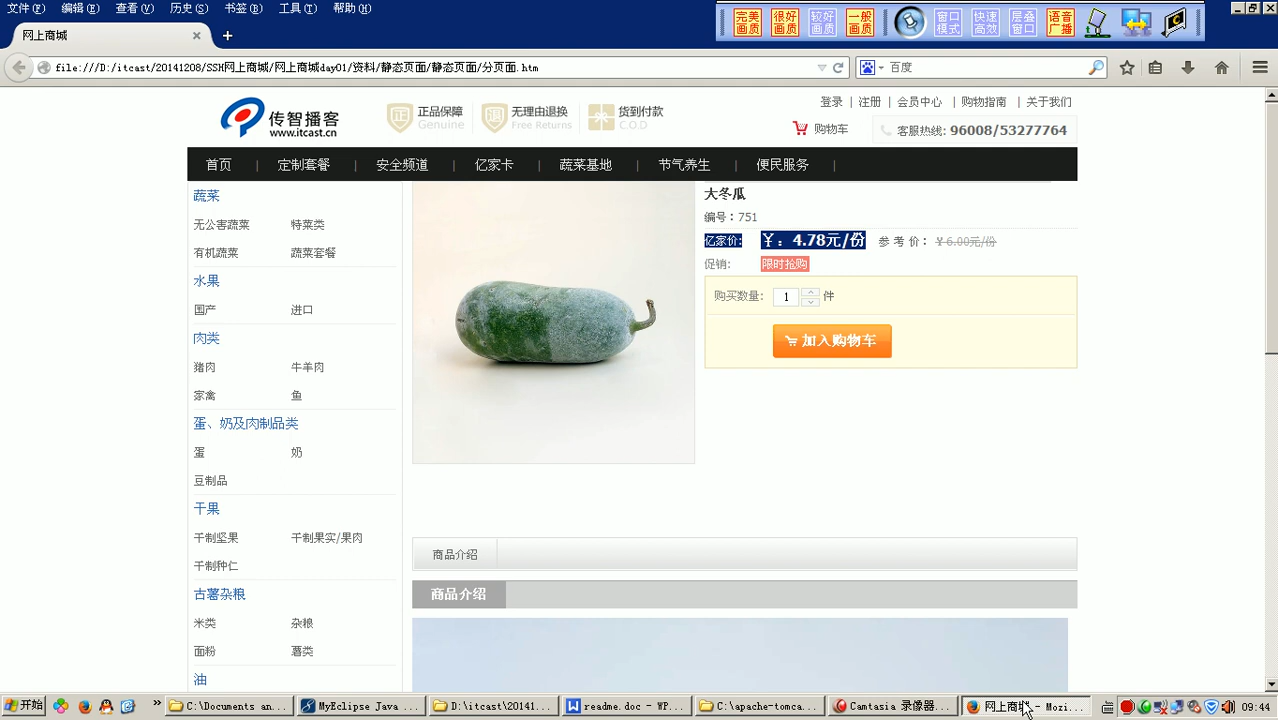 文件(F) 编辑(E) 查看(V) 历史(S) 书签(B) 工具(T) 帮助(H)
完美画质 很好画质 较好画质 一般画质 窗口模式 快速高效 层叠窗口 语音广播
网上商城
file:///D:/itcast/20141208/SSH网上商城/网上商城day01/资料/静态页面/静态页面/分页面.htm
百度
登录 | 注册 | 会员中心 | 购物指南 | 关于我们
传智播客
www.itcast.cn
正 正品保障 Genuine
证 无理由退换 Free Returns
货到付款 C.O.D
购物车
客服热线: 96008/53277764
首页 | 定制套餐 | 安全频道 | 亿家卡 | 蔬菜基地 | 节气养生 | 便民服务 |
蔬菜
无公害蔬菜 特菜类
有机蔬菜 蔬菜套餐
水果
国产 进口
肉类
猪肉 牛羊肉
家禽 鱼
蛋、奶及肉制品类
蛋 奶
豆制品
干果
干制坚果 干制果实/果肉
干制种仁
古薯杂粮
米类 杂粮
面粉 薯类
油
大冬瓜
编号：751
亿家价: ￥：4.78元/份 参 考 价： ￥6.00元/份
促销: 限时抢购
购买数量: 1 件
加入购物车
商品介绍
商品介绍
开始 C:\Documents an... MyEclipse Java ... D:\itcast\20141... readme.doc - WP... C:\apache-tomc... Camtasia 录像器... 网上商城 - Mozi... 09:44